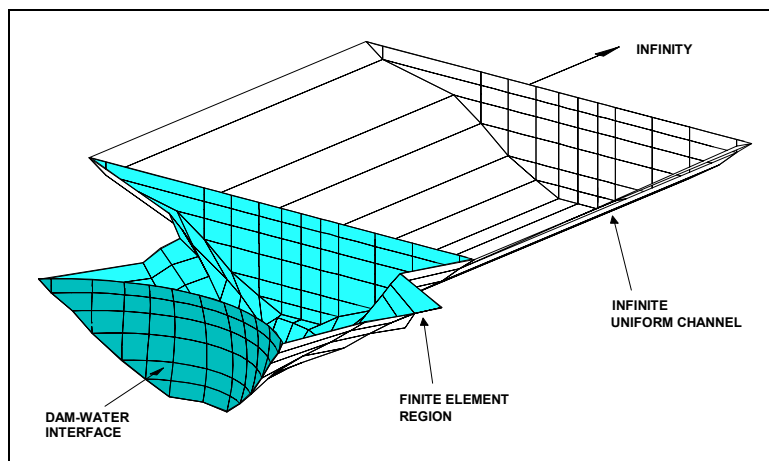 INFINITY
INFINITE
UNIFORM CHANNEL
FINITE ELEMENT
REGION
DAM-WATER
INTERFACE